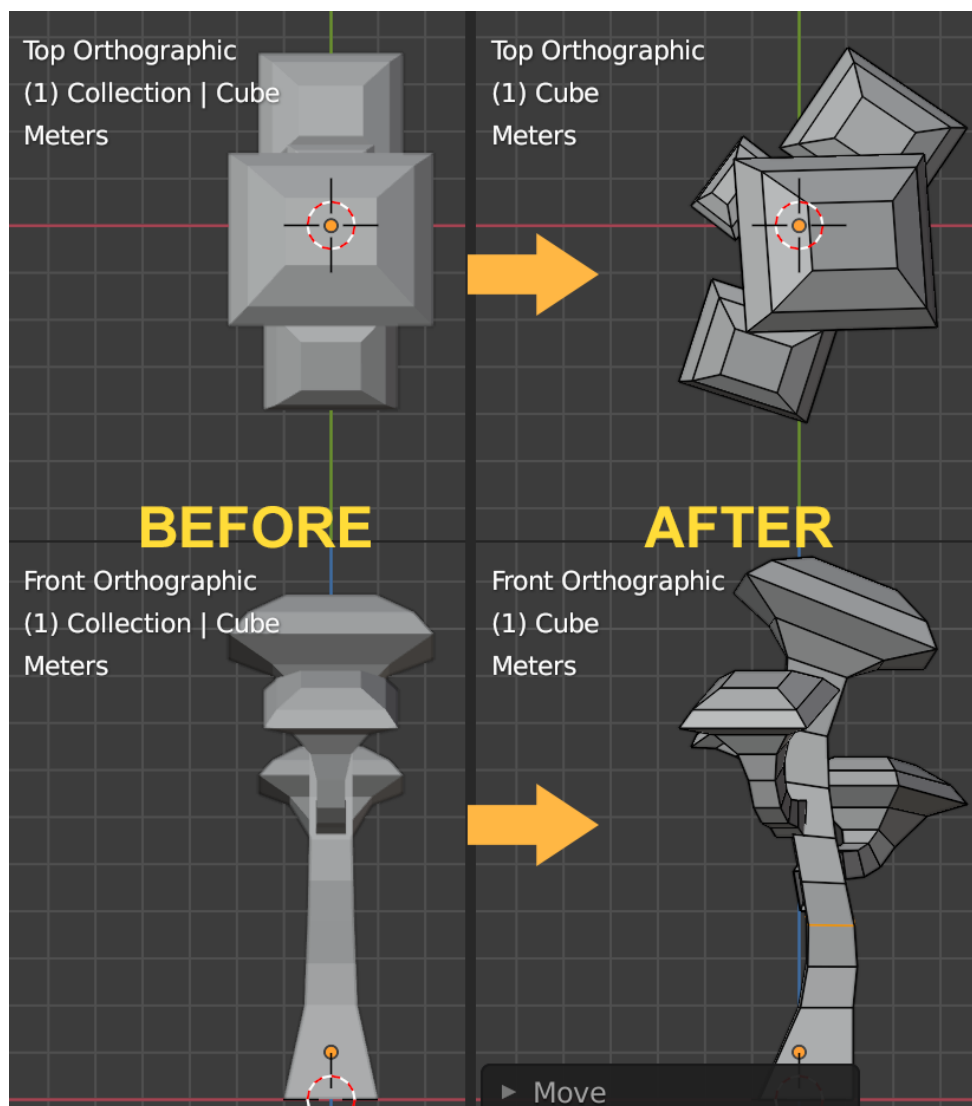 Top Orthographic
(1) Collection | Cube
Meters
Top Orthographic
(1) Cube
Meters
BEFORE
AFTER
Front Orthographic
(1) Collection | Cube
Meters
Front Orthographic
(1) Cube
Meters
Move